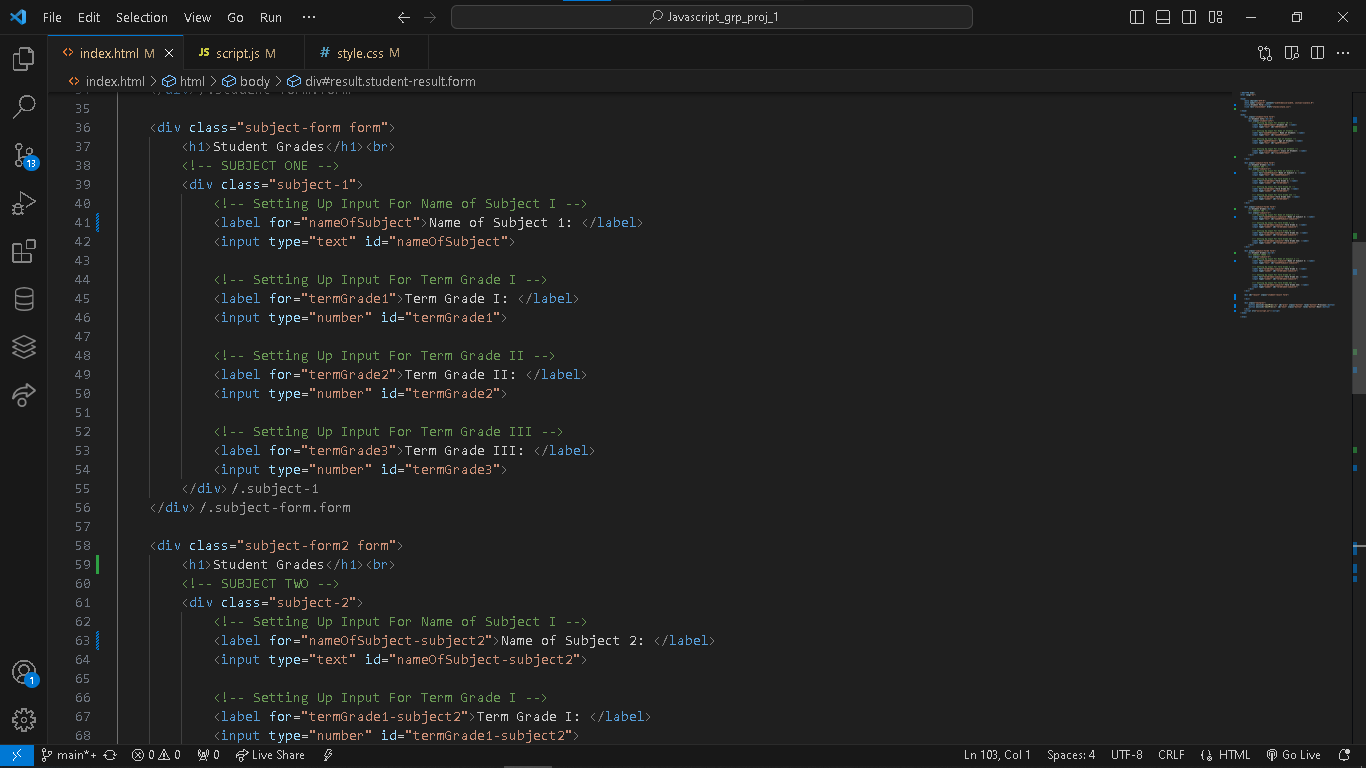 File Edit Selection View Go Run ··· Javascript_grp_proj_1
index.html M JS script.js M # style.css M
index.html > html > body > div#result.student-result.form
35
36 <div class="subject-form form">
37 <h1>Student Grades</h1><br>
38 <!-- SUBJECT ONE -->
39 <div class="subject-1">
40 <!-- Setting Up Input For Name of Subject I -->
41 <label for="nameOfSubject">Name of Subject 1: </label>
42 <input type="text" id="nameOfSubject">
43
44 <!-- Setting Up Input For Term Grade I -->
45 <label for="termGrade1">Term Grade I: </label>
46 <input type="number" id="termGrade1">
47
48 <!-- Setting Up Input For Term Grade II -->
49 <label for="termGrade2">Term Grade II: </label>
50 <input type="number" id="termGrade2">
51
52 <!-- Setting Up Input For Term Grade III -->
53 <label for="termGrade3">Term Grade III: </label>
54 <input type="number" id="termGrade3">
55 </div> /.subject-1
56 </div> /.subject-form.form
57
58 <div class="subject-form2 form">
59 <h1>Student Grades</h1><br>
60 <!-- SUBJECT TWO -->
61 <div class="subject-2">
62 <!-- Setting Up Input For Name of Subject I -->
63 <label for="nameOfSubject-subject2">Name of Subject 2: </label>
64 <input type="text" id="nameOfSubject-subject2">
65
66 <!-- Setting Up Input For Term Grade I -->
67 <label for="termGrade1-subject2">Term Grade I: </label>
68 <input type="number" id="termGrade1-subject2">
13
1
main*+ 0 0 0 Live Share Ln 103, Col 1 Spaces: 4 UTF-8 CRLF {} HTML Go Live